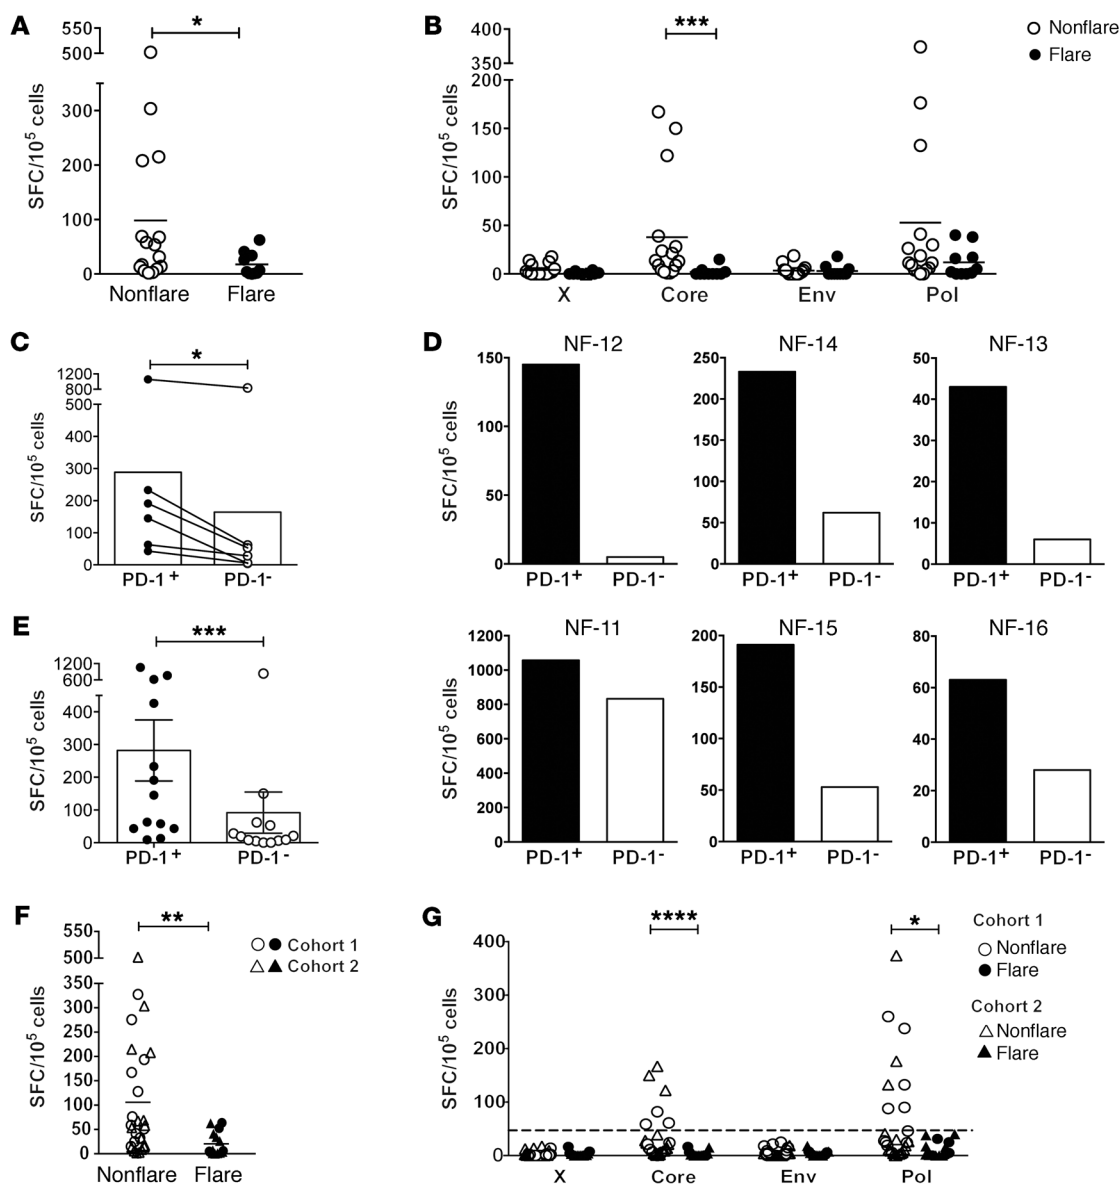 A
SFC/10⁵ cells
550
500
300
200
100
0
*
Nonflare
Flare
B
SFC/10⁵ cells
400
350
200
150
100
50
0
***
X
Core
Env
Pol
Nonflare
Flare
C
SFC/10⁵ cells
1200
800
500
400
300
200
100
0
*
PD-1⁺
PD-1⁻
D
SFC/10⁵ cells
NF-12
150
100
50
0
PD-1⁺
PD-1⁻
NF-14
250
200
150
100
50
0
PD-1⁺
PD-1⁻
NF-13
50
40
30
20
10
0
PD-1⁺
PD-1⁻
SFC/10⁵ cells
NF-11
1200
1000
800
600
400
200
0
PD-1⁺
PD-1⁻
NF-15
200
150
100
50
0
PD-1⁺
PD-1⁻
NF-16
80
60
40
20
0
PD-1⁺
PD-1⁻
E
SFC/10⁵ cells
1200
600
400
300
200
100
0
***
PD-1⁺
PD-1⁻
F
SFC/10⁵ cells
550
500
350
300
250
200
150
100
50
0
**
Cohort 1
Cohort 2
Nonflare
Flare
G
SFC/10⁵ cells
400
300
200
100
0
****
*
X
Core
Env
Pol
Cohort 1
Nonflare
Flare
Cohort 2
Nonflare
Flare